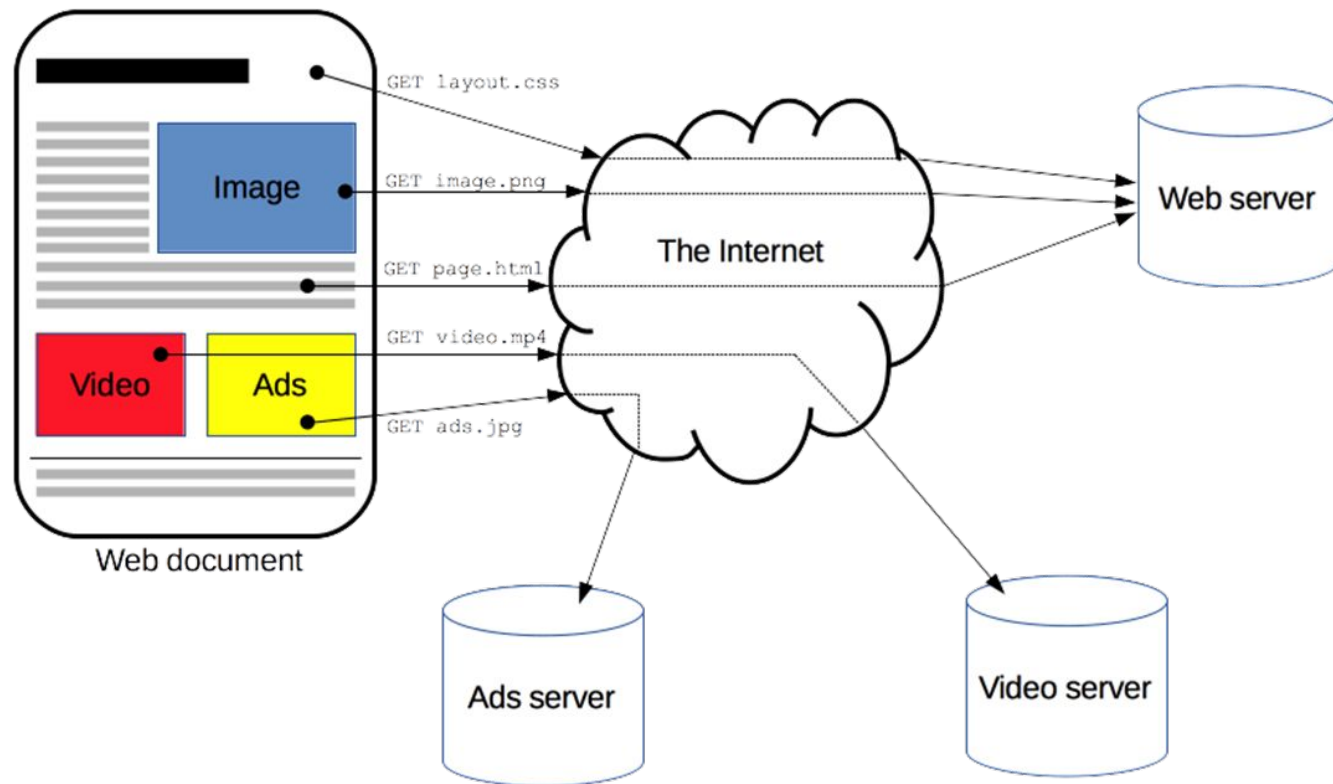 GET layout.css
Image
GET image.png
Web server
The Internet
GET page.html
GET video.mp4
Video
Ads
GET ads.jpg
Web document
Ads server
Video server